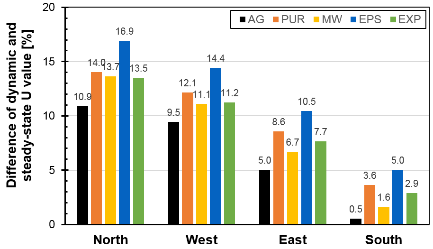 Difference of dynamic and
steady-state U value [%]
20
15
10
5
0
AG PUR MW EPS EXP
10.9 14.0 13.7 16.9 13.5
9.5 12.1 11.1 14.4 11.2
5.0 8.6 6.7 10.5 7.7
0.5 3.6 1.6 5.0 2.9
North West East South